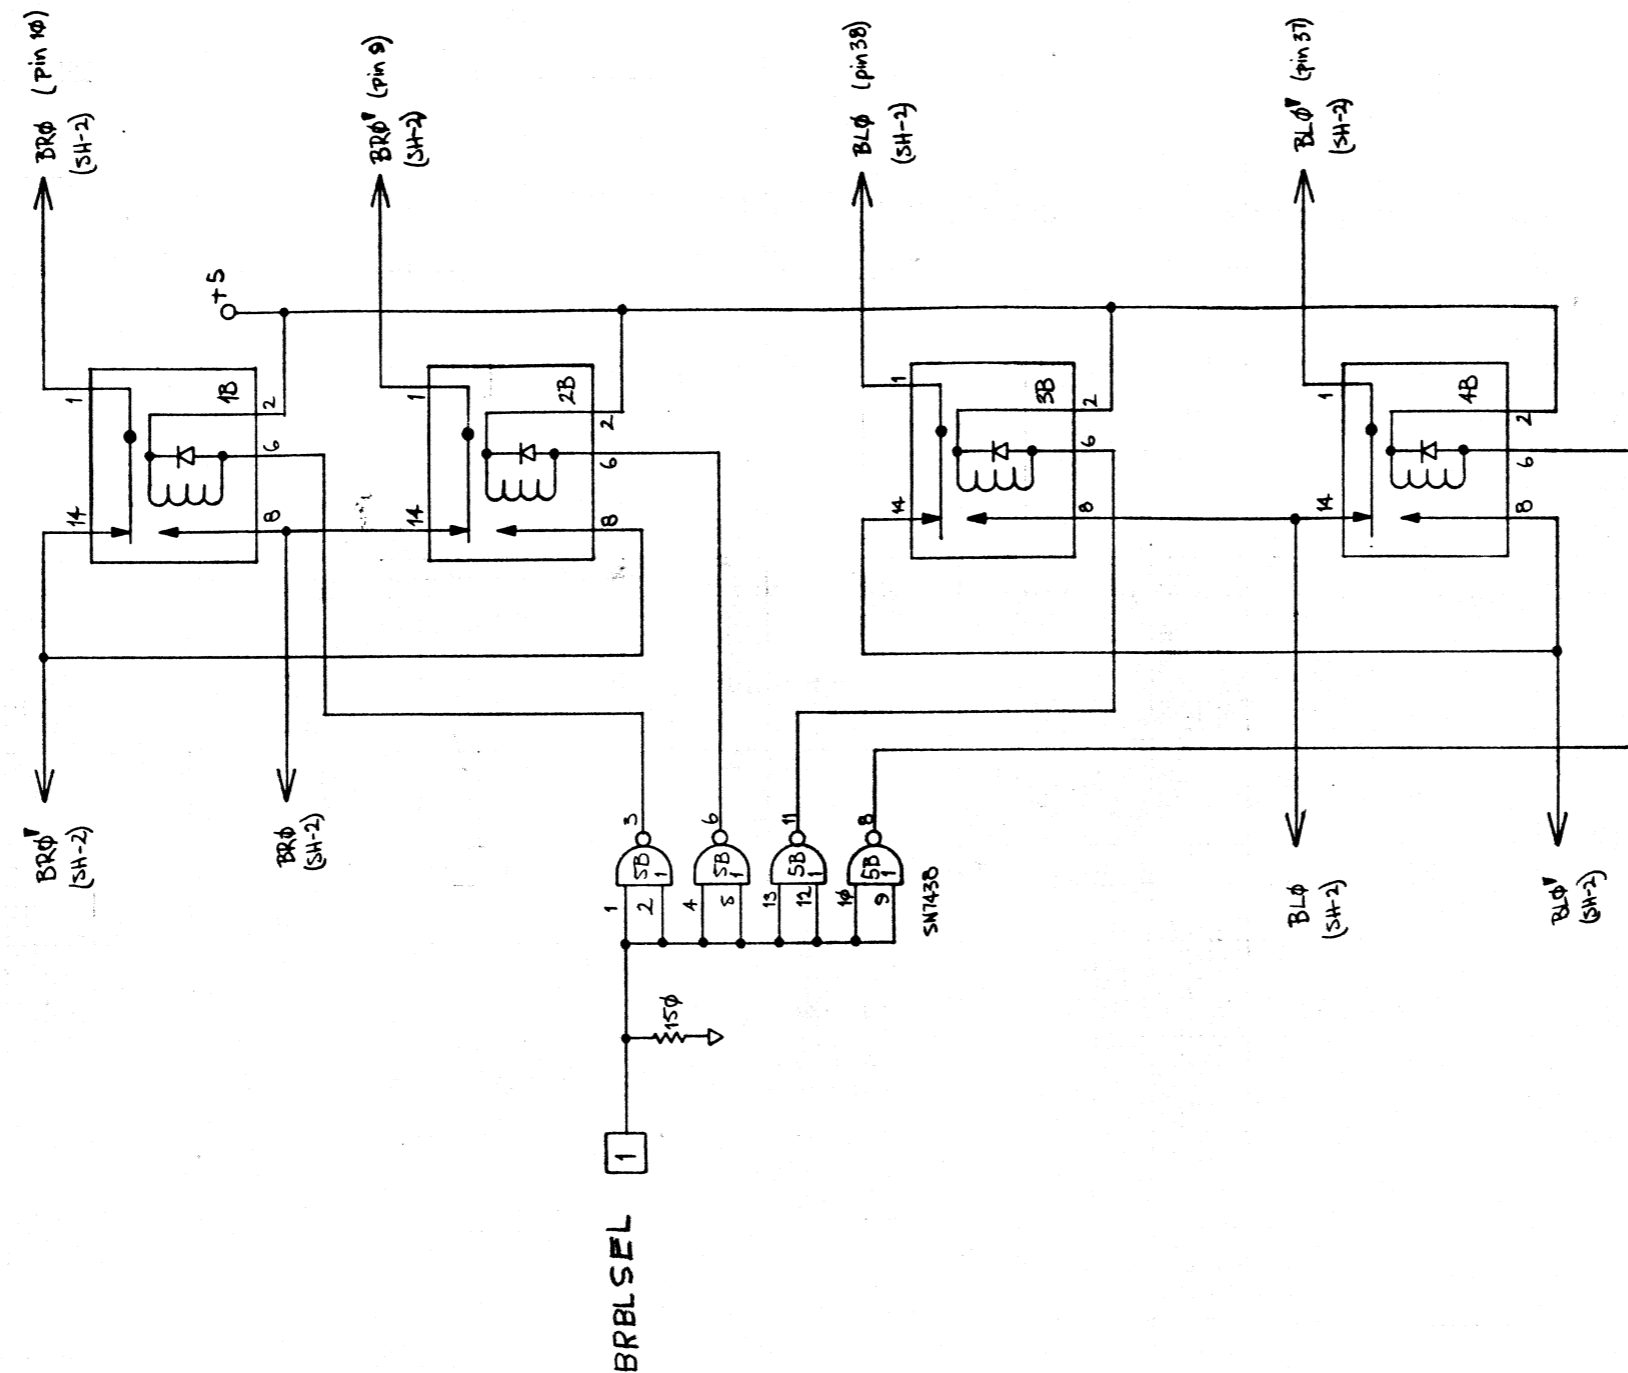 BRØ (pin 1Ø)
(SH-2)
BRØ' (pin 9)
(SH-2)
BLØ (pin 38)
(SH-2)
BLØ' (pin 37)
(SH-2)
+5
1
14
1B
2
6
8
1
14
2B
2
6
8
1
14
3B
2
6
8
1
14
4B
2
6
8
BRØ'
(SH-2)
BRØ
(SH-2)
BLØ
(SH-2)
BLØ'
(SH-2)
1
2
5B
1
3
4
5
5B
1
6
13
12
5B
1
11
1Ø
9
5B
1
8
SN7438
15Ø
1
BRBLSEL